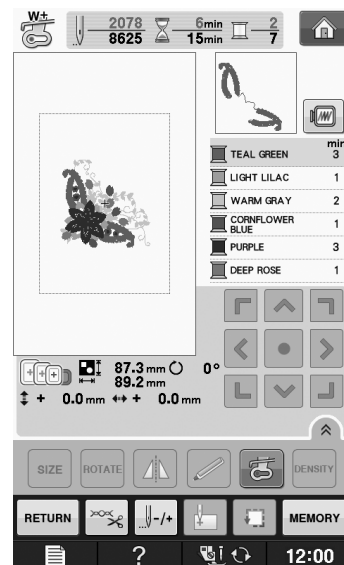 W+
2078 6min 2
8625 15min 7
min
TEAL GREEN 3
LIGHT LILAC 1
WARM GRAY 2
CORNFLOWER
BLUE 1
PURPLE 3
DEEP ROSE 1
87.3 mm 0°
89.2 mm
+ 0.0 mm + 0.0 mm
SIZE ROTATE DENSITY
RETURN -/+ MEMORY
? 12:00